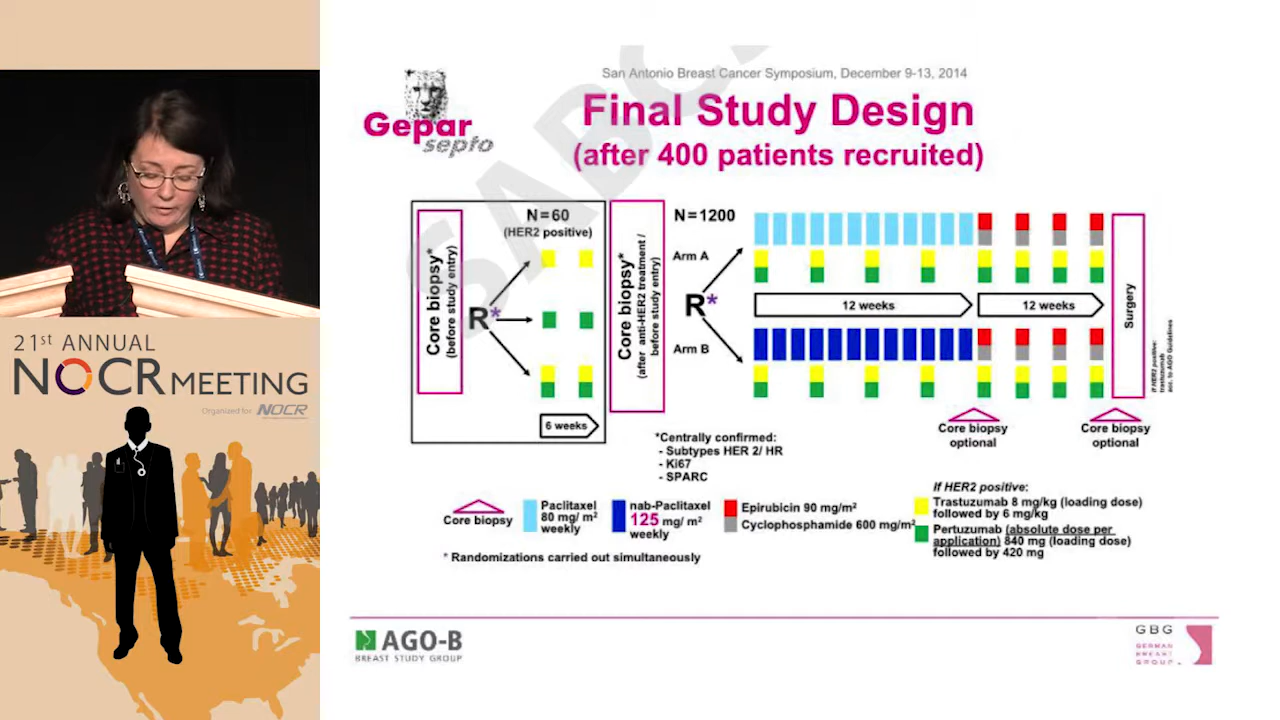 San Antonio Breast Cancer Symposium, December 9-13, 2014
Final Study Design
(after 400 patients recruited)
Gepar
septo
SABCS
Core biopsy*
(before study entry)
N=60
(HER2 positive)
R*
6 weeks
Core biopsy*
(after anti-HER2 treatment /
before study entry)
N=1200
Arm A
R*
Arm B
12 weeks
12 weeks
Surgery
If HER2 positive:
trastuzumab
acc. to AGO Guidelines
Core biopsy
optional
Core biopsy
optional
*Centrally confirmed:
- Subtypes HER 2/ HR
- Ki67
- SPARC
Core biopsy
Paclitaxel
80 mg/ m²
weekly
nab-Paclitaxel
125 mg/ m²
weekly
Epirubicin 90 mg/m²
Cyclophosphamide 600 mg/m²
If HER2 positive:
Trastuzumab 8 mg/kg (loading dose)
followed by 6 mg/kg
Pertuzumab (absolute dose per
application) 840 mg (loading dose)
followed by 420 mg
* Randomizations carried out simultaneously
AGO-B
BREAST STUDY GROUP
GBG
GERMAN
BREAST
GROUP
21st ANNUAL
NOCR MEETING
Organized for NOCR